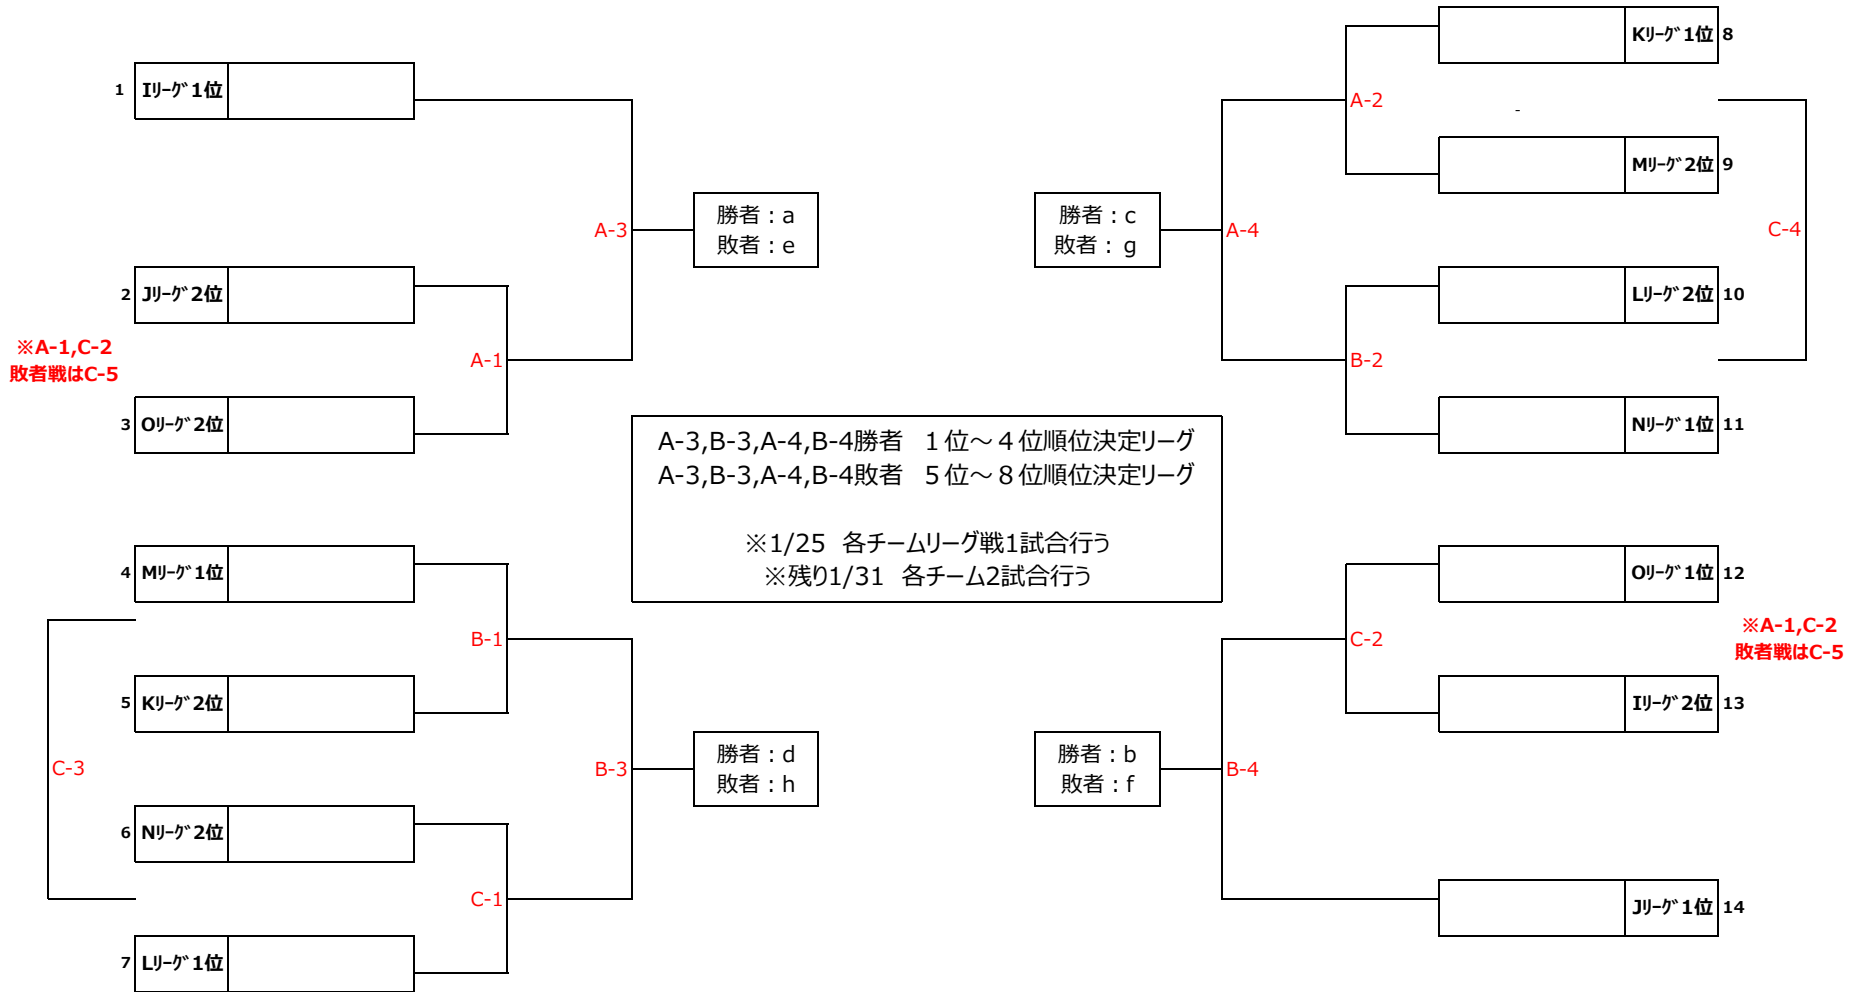 1 Iﾘｰｸﾞ1位
A-3
勝者：a
敗者：e
2 Jﾘｰｸﾞ2位
※A-1,C-2
敗者戦はC-5
A-1
3 Oﾘｰｸﾞ2位
4 Mﾘｰｸﾞ1位
B-1
5 Kﾘｰｸﾞ2位
C-3
B-3
勝者：d
敗者：h
6 Nﾘｰｸﾞ2位
C-1
7 Lﾘｰｸﾞ1位
A-3,B-3,A-4,B-4勝者　１位～４位順位決定リーグ
A-3,B-3,A-4,B-4敗者　５位～８位順位決定リーグ
※1/25　各チームリーグ戦1試合行う
※残り1/31　各チーム2試合行う
Kﾘｰｸﾞ1位 8
A-2
-
Mﾘｰｸﾞ2位 9
勝者：c
敗者：g
A-4
C-4
Lﾘｰｸﾞ2位 10
B-2
Nﾘｰｸﾞ1位 11
Oﾘｰｸﾞ1位 12
C-2
※A-1,C-2
敗者戦はC-5
Iﾘｰｸﾞ2位 13
勝者：b
敗者：f
B-4
Jﾘｰｸﾞ1位 14